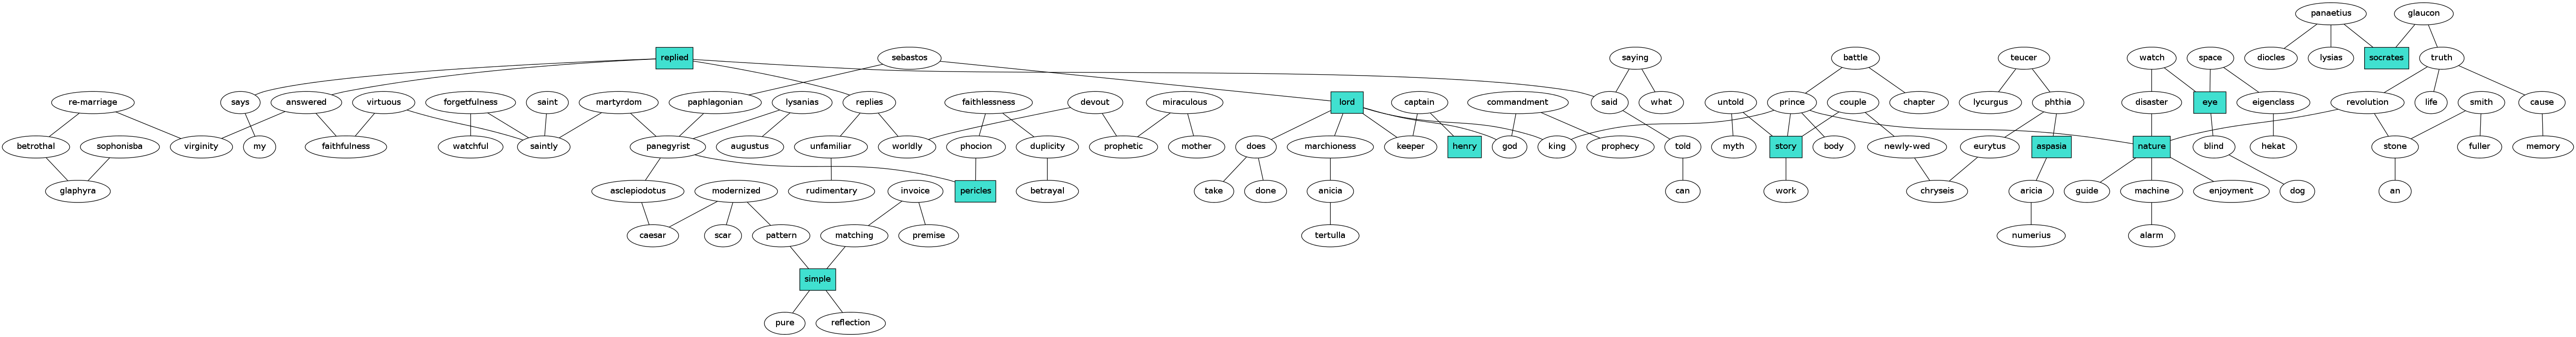 panaetius glaucon
replied sebastos saying battle teucer watch space diocles lysias socrates truth
re-marriage says answered virtuous forgetfulness saint martyrdom paphlagonian lysanias replies faithlessness devout miraculous lord captain commandment said what untold prince couple chapter lycurgus phthia disaster eye eigenclass revolution life smith cause
betrothal sophonisba virginity my faithfulness watchful saintly panegyrist augustus unfamiliar worldly phocion duplicity prophetic mother does marchioness keeper henry god king prophecy told myth story body newly-wed eurytus aspasia nature blind hekat stone fuller memory
glaphyra asclepiodotus modernized rudimentary invoice pericles betrayal take done anicia can work chryseis aricia guide machine enjoyment dog an
caesar scar pattern matching premise tertulla numerius alarm
simple
pure reflection